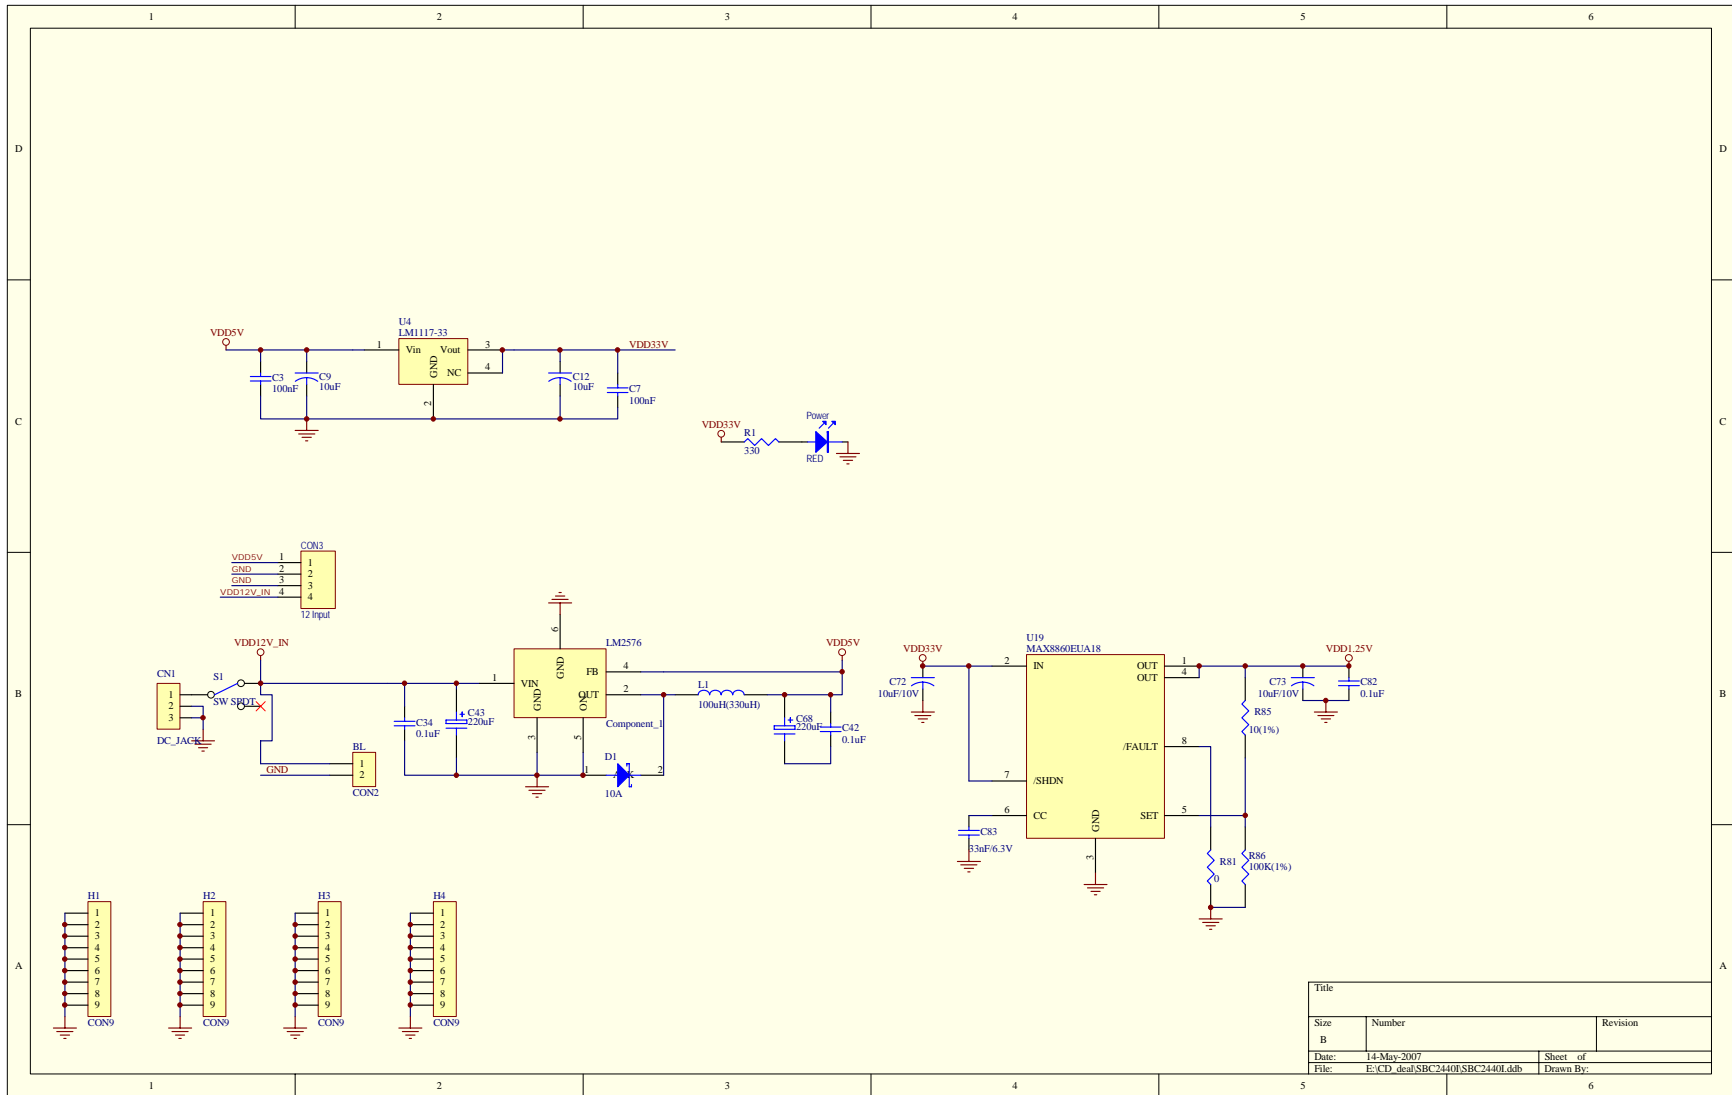 1 2 3 4 5 6
D D
U4
LM1117-33
VDD5V
1 Vin Vout 3 VDD33V
GND
NC 4
2
C3
100nF
C9
10uF
C12
10uF
C7
100nF
C C
Power
VDD33V
R1
330
RED
CON3
VDD5V 1 1
GND 2 2
GND 3 3
VDD12V_IN 4 4
12 Input
VDD12V_IN
CN1
1
2
3
DC_JACK
S1
SW SPDT
BL
GND
1
2
CON2
C34
0.1uF
C43
220uF
LM2576
6
GND
1 VIN
FB 4
OUT 2
GND
ON
3
5
Component_1
D1
1 A K 2
10A
L1
100uH(330uH)
VDD5V
C68
220uF
C42
0.1uF
B B
U19
MAX8860EUA18
VDD33V
C72
10uF/10V
2 IN
OUT 1
OUT 4
/FAULT 8
7 /SHDN
6 CC
SET 5
GND
3
C83
33nF/6.3V
VDD1.25V
C73
10uF/10V
C82
0.1uF
R85
10(1%)
R81
0
R86
100K(1%)
H1
1
2
3
4
5
6
7
8
9
CON9
H2
1
2
3
4
5
6
7
8
9
CON9
H3
1
2
3
4
5
6
7
8
9
CON9
H4
1
2
3
4
5
6
7
8
9
CON9
A A
Title
Size Number Revision
B
Date: 14-May-2007 Sheet of
File: E:\CD_deal\SBC2440I\SBC2440I.ddb Drawn By:
1 2 3 4 5 6